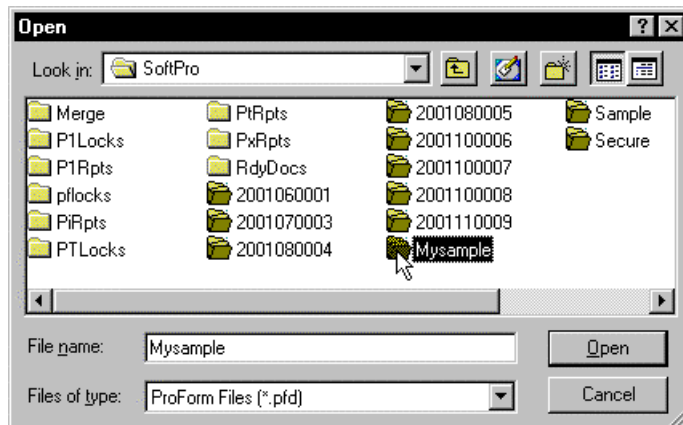 Open
Look in: SoftPro
Merge PtRpts 2001080005 Sample
P1Locks PxRpts 2001100006 Secure
P1Rpts RdyDocs 2001100007
pflocks 2001060001 2001100008
PiRpts 2001070003 2001110009
PTLocks 2001080004 Mysample
File name: Mysample Open
Files of type: ProForm Files (*.pfd) Cancel